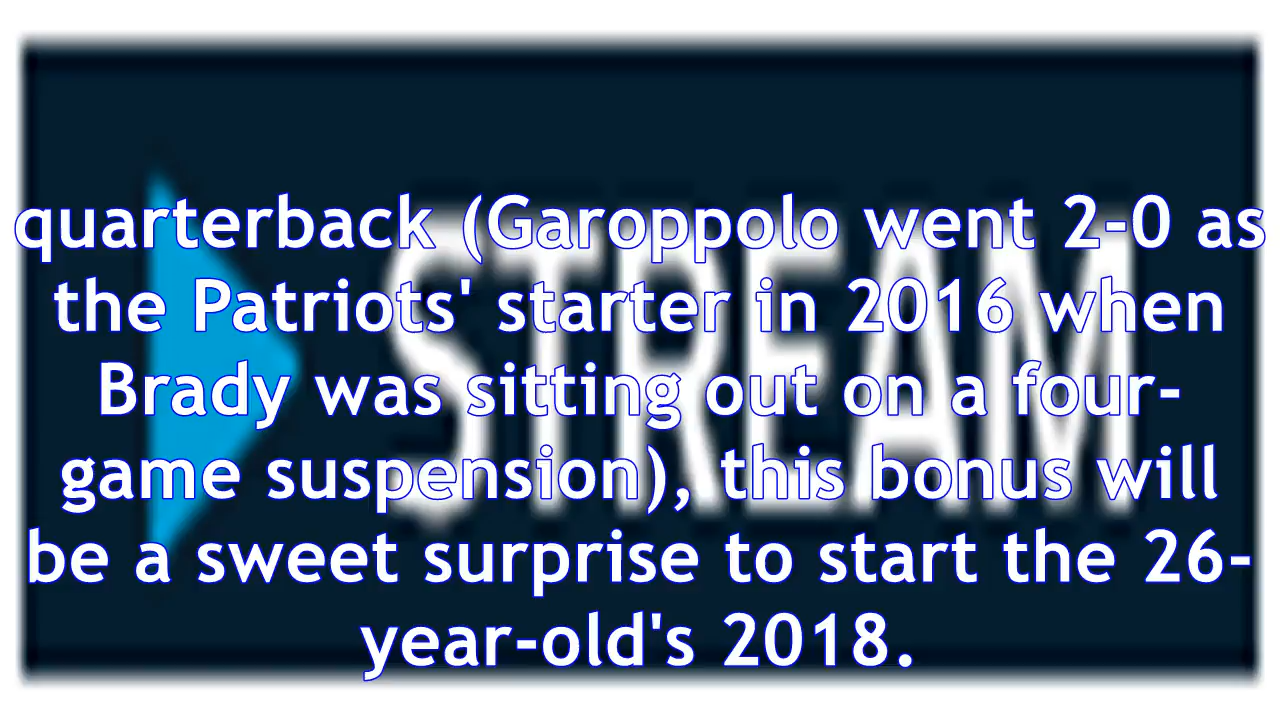 quarterback (Garoppolo went 2-0 as
the Patriots' starter in 2016 when
Brady was sitting out on a four-
game suspension), this bonus will
be a sweet surprise to start the 26-
year-old's 2018.
STREAM